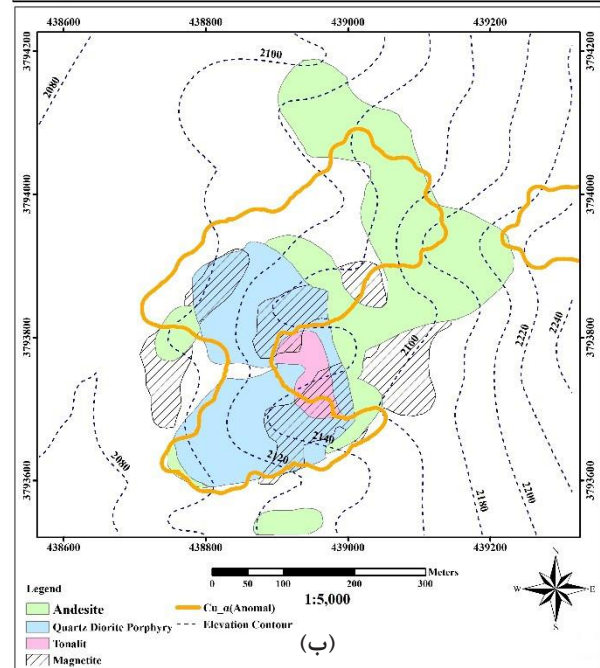 438600 438800 439000 439200
3794200 3794200
2100
2080
3794000 3794000
2220
2240
3793800 3793800
2160
2080
2140
2120
3793600 3793600
2180
2200
438600 438800 439000 439200
N
W E
S
Meters
0 50 100 200 300
1:5,000
Legend
Andesite
Quartz Diorite Porphyry
Tonalit
Magnetite
Cu_α(Anomal)
Elevation Contour
(ب)